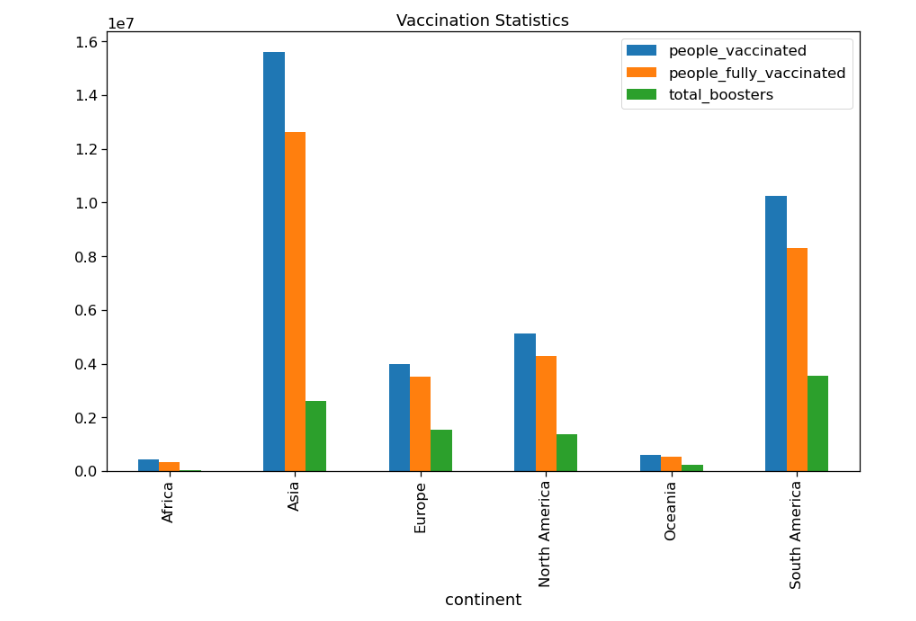 Vaccination Statistics
1e7
1.6
1.4
1.2
1.0
0.8
0.6
0.4
0.2
0.0
people_vaccinated
people_fully_vaccinated
total_boosters
Africa
Asia
Europe
North America
Oceania
South America
continent